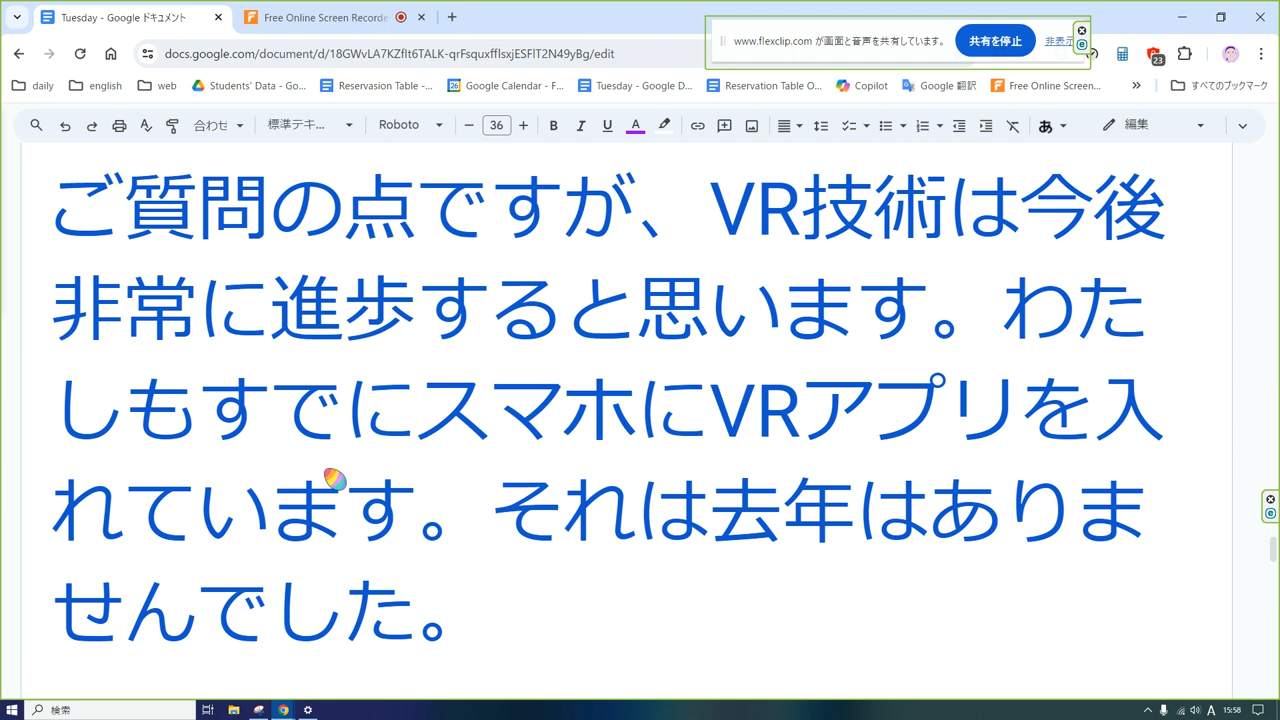 Tuesday - Google ドキュメント
Free Online Screen Recorde
www.flexclip.com が画面と音声を共有しています。
共有を停止
非表示
docs.google.com/document/d/
TALK-
/edit
23
daily
english
web
Students' Data - Go...
Reservasion Table -...
26
Google Calendar - F...
Tuesday - Google D...
Reservation Table O...
Copilot
Google 翻訳
Free Online Screen...
すべてのブックマーク
合わせ
標準テキ...
Roboto
36
B
I
U
A
あ
編集
ご質問の点ですが、VR技術は今後
非常に進歩すると思います。わた
しもすでにスマホにVRアプリを入
れています。それは去年はありま
せんでした。
検索
A
15:58